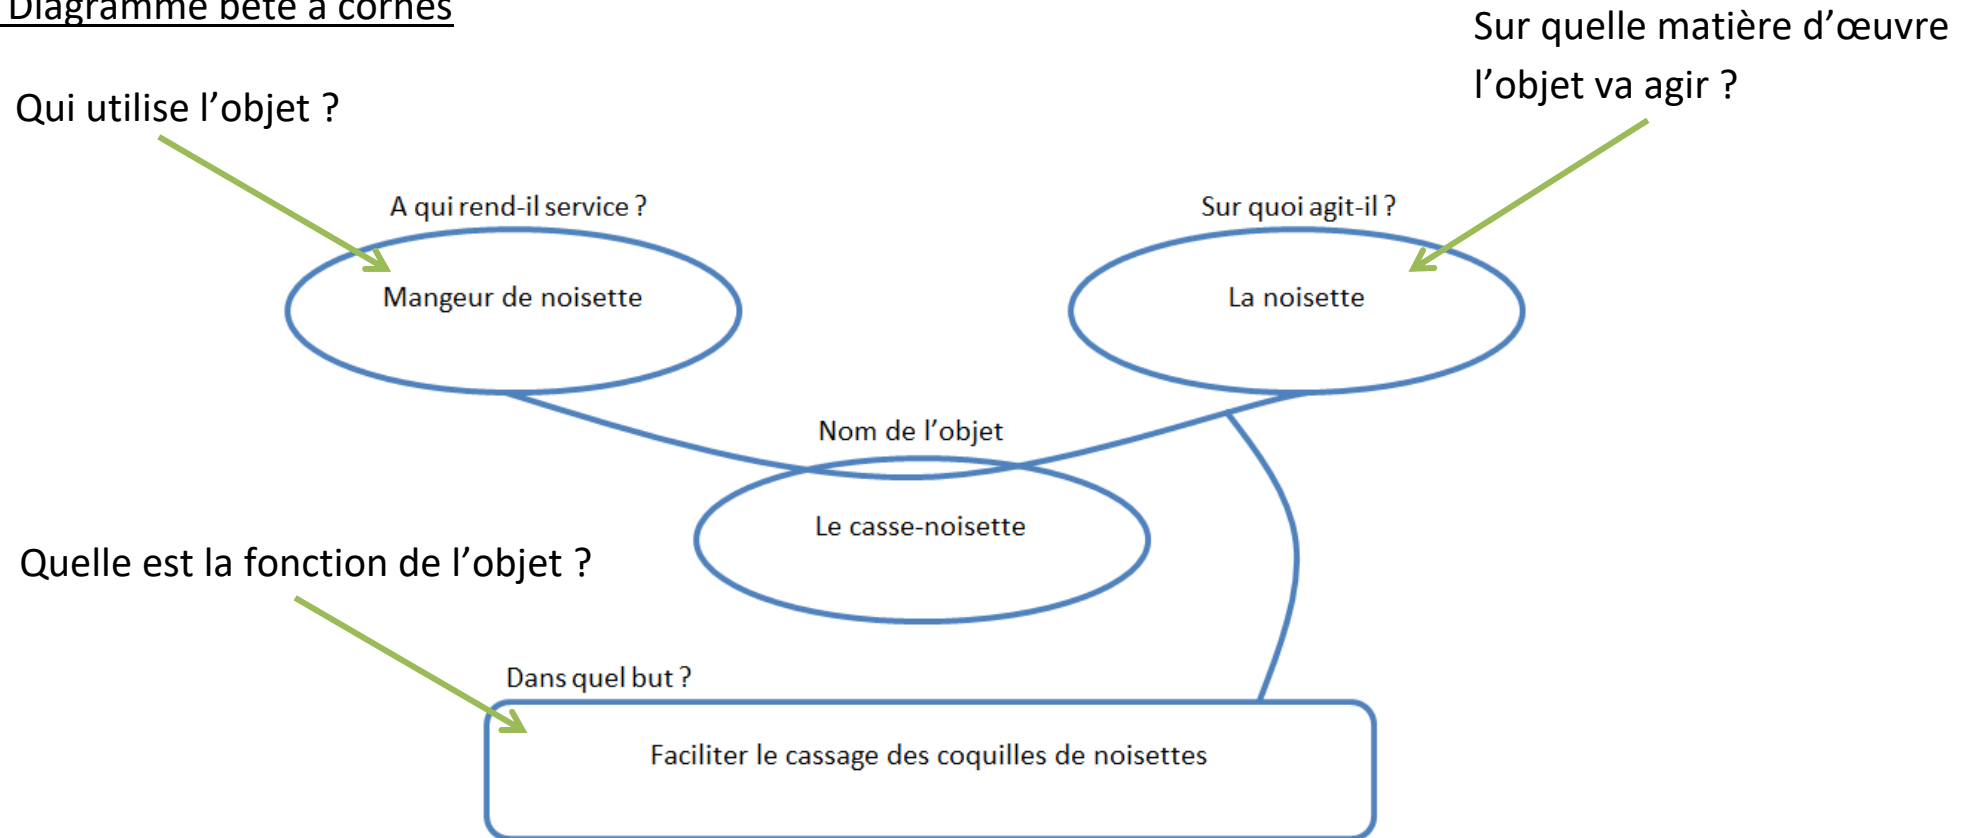 Diagramme bête à cornes
Sur quelle matière d’œuvre
l’objet va agir ?
Qui utilise l’objet ?
A qui rend-il service ?
Sur quoi agit-il ?
Mangeur de noisette
La noisette
Nom de l’objet
Le casse-noisette
Quelle est la fonction de l’objet ?
Dans quel but ?
Faciliter le cassage des coquilles de noisettes